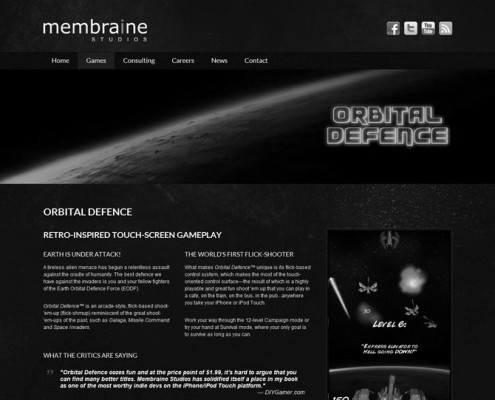 membraine
STUDIOS
Home Games Consulting Careers News Contact
ORBITAL
DEFENCE
ORBITAL DEFENCE
RETRO-INSPIRED TOUCH-SCREEN GAMEPLAY
EARTH IS UNDER ATTACK!
A tireless alien menace has begun a relentless assault
against the cradle of humanity. The best defence we
have against the invaders is you and your fellow fighters
of the Earth Orbital Defence Force (EODF).
Orbital Defence™ is an arcade-style, flick-based shoot-
'em-up (flick-shmup) reminiscent of the great shoot-
'em-ups of the past, such as Galaga, Missile Command
and Space Invaders.
THE WORLD'S FIRST FLICK-SHOOTER
What makes Orbital Defence™ unique is its flick-based
control system, which makes the most of the touch-
oriented control surface—the result of which is a highly
playable and great fun shoot 'em up that you can play in
a cafe, on the train, on the bus, in the pub...anywhere
you take your iPhone or iPod Touch.
Work your way through the 12-level Campaign mode or
try your hand at Survival mode, where your only goal is
to survive as long as you can.
WHAT THE CRITICS ARE SAYING
"Orbital Defence oozes fun and at the price point of $1.99, it's hard to argue that you
can find many better titles. Membraine Studios has solidified itself a place in my book
as one of the most worthy indie devs on the iPhone/iPod Touch platform."
— DIYGamer.com
LEVEL 6:
"EXPRESS ELEVATOR TO
HELL GOING DOWN!"